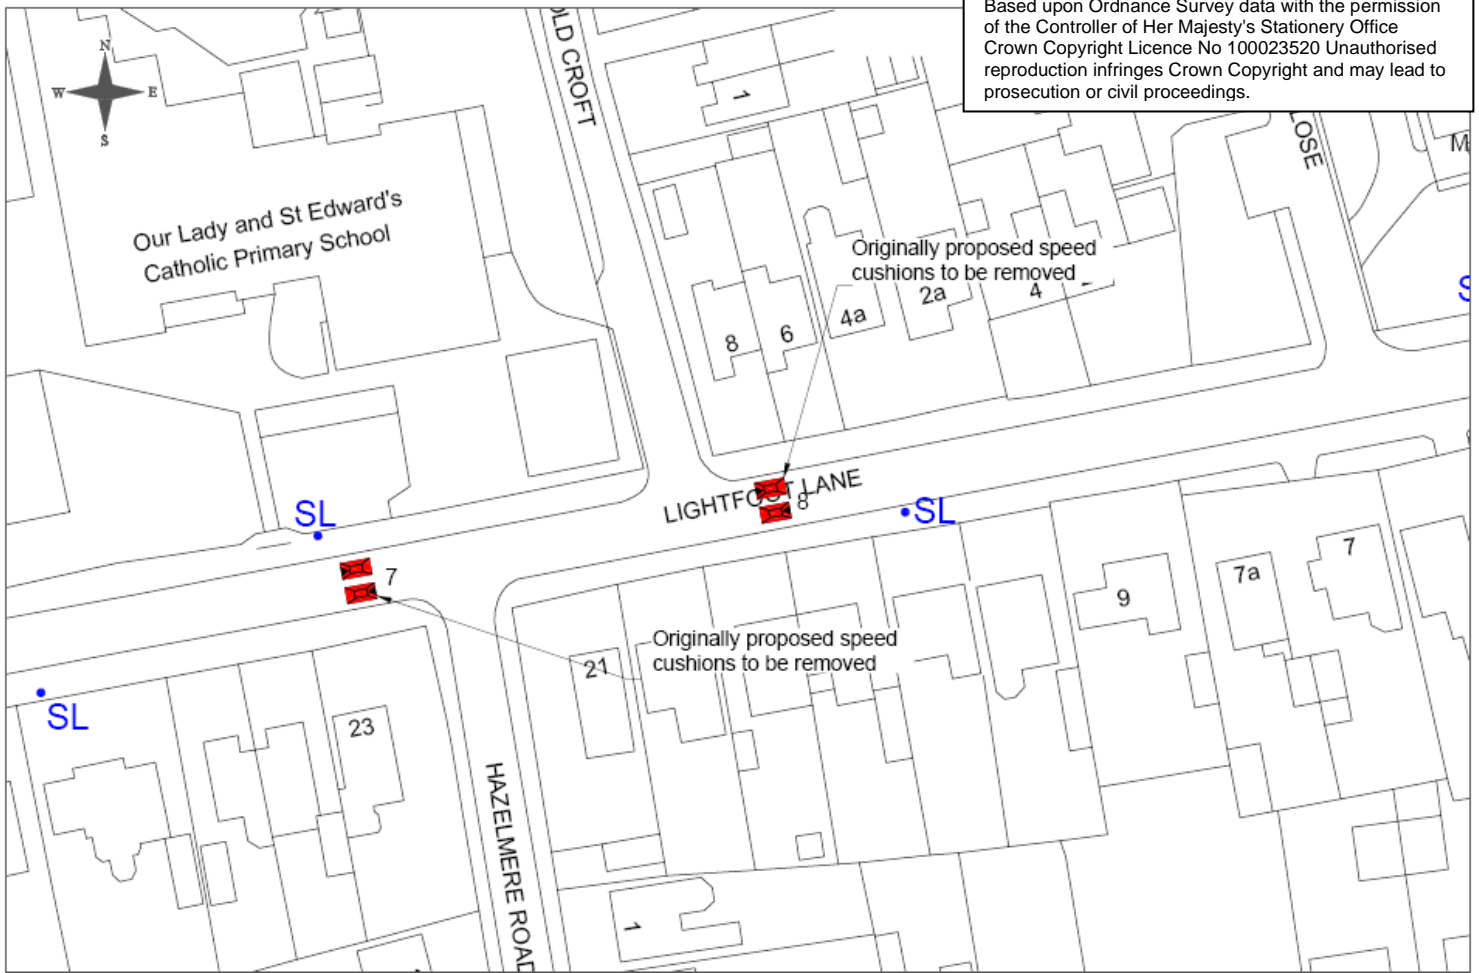 Based upon Ordnance Survey data with the permission
of the Controller of Her Majesty's Stationery Office
Crown Copyright Licence No 100023520 Unauthorised
reproduction infringes Crown Copyright and may lead to
prosecution or civil proceedings.
N
W E
S
OLD CROFT
1
LOSE
Our Lady and St Edward's
Catholic Primary School
Originally proposed speed
cushions to be removed
8
6
4a
2a
4
LIGHTFOOT LANE
8
SL
SL
7
7
7a
9
Originally proposed speed
cushions to be removed
21
SL
23
HAZELMERE ROAD
1